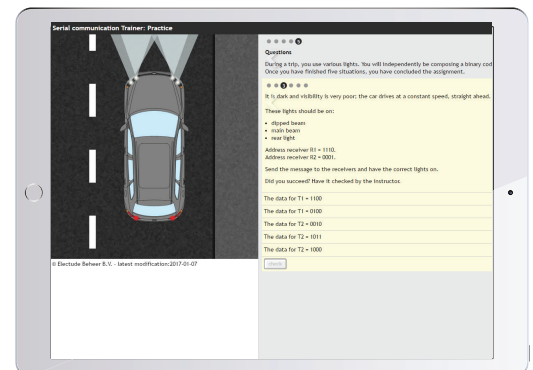 Serial communication Trainer: Practice
5
Questions
During a trip, you use various lights. You will independently be composing a binary cod
Once you have finished five situations, you have concluded the assignment.
3
It is dark and visibility is very poor; the car drives at a constant speed, straight ahead.
These lights should be on:
• dipped beam
• main beam
• rear light
Address receiver R1 = 1110.
Address receiver R2 = 0001.
Send the message to the receivers and have the correct lights on.
Did you succeed? Have it checked by the instructor.
The data for T1 = 1100
The data for T1 = 0100
The data for T2 = 0010
The data for T2 = 1011
The data for T2 = 1000
check
© Electude Beheer B.V. - latest modification:2017-01-07